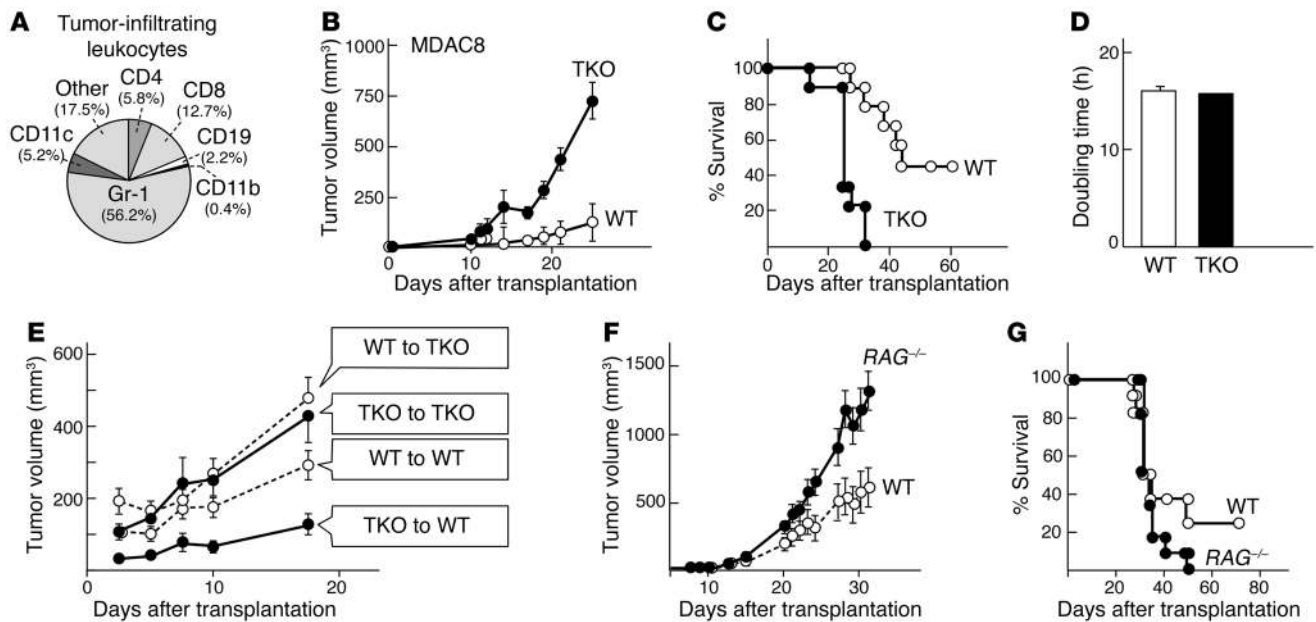 A
Tumor-infiltrating
leukocytes
Other
(17.5%)
CD4
(5.8%)
CD8
(12.7%)
CD11c
(5.2%)
CD19
(2.2%)
CD11b
(0.4%)
Gr-1
(56.2%)
B
MDAC8
Tumor volume (mm³)
1000
750
500
250
0
10
20
Days after transplantation
TKO
WT
C
% Survival
100
80
60
40
20
0
20
40
60
Days after transplantation
WT
TKO
D
Doubling time (h)
20
10
0
WT
TKO
E
Tumor volume (mm³)
600
400
200
0
10
20
Days after transplantation
WT to TKO
TKO to TKO
WT to WT
TKO to WT
F
Tumor volume (mm³)
1500
1000
500
10
20
30
Days after transplantation
RAG⁻/⁻
WT
G
% Survival
100
80
60
40
20
0
20
40
60
80
Days after transplantation
WT
RAG⁻/⁻